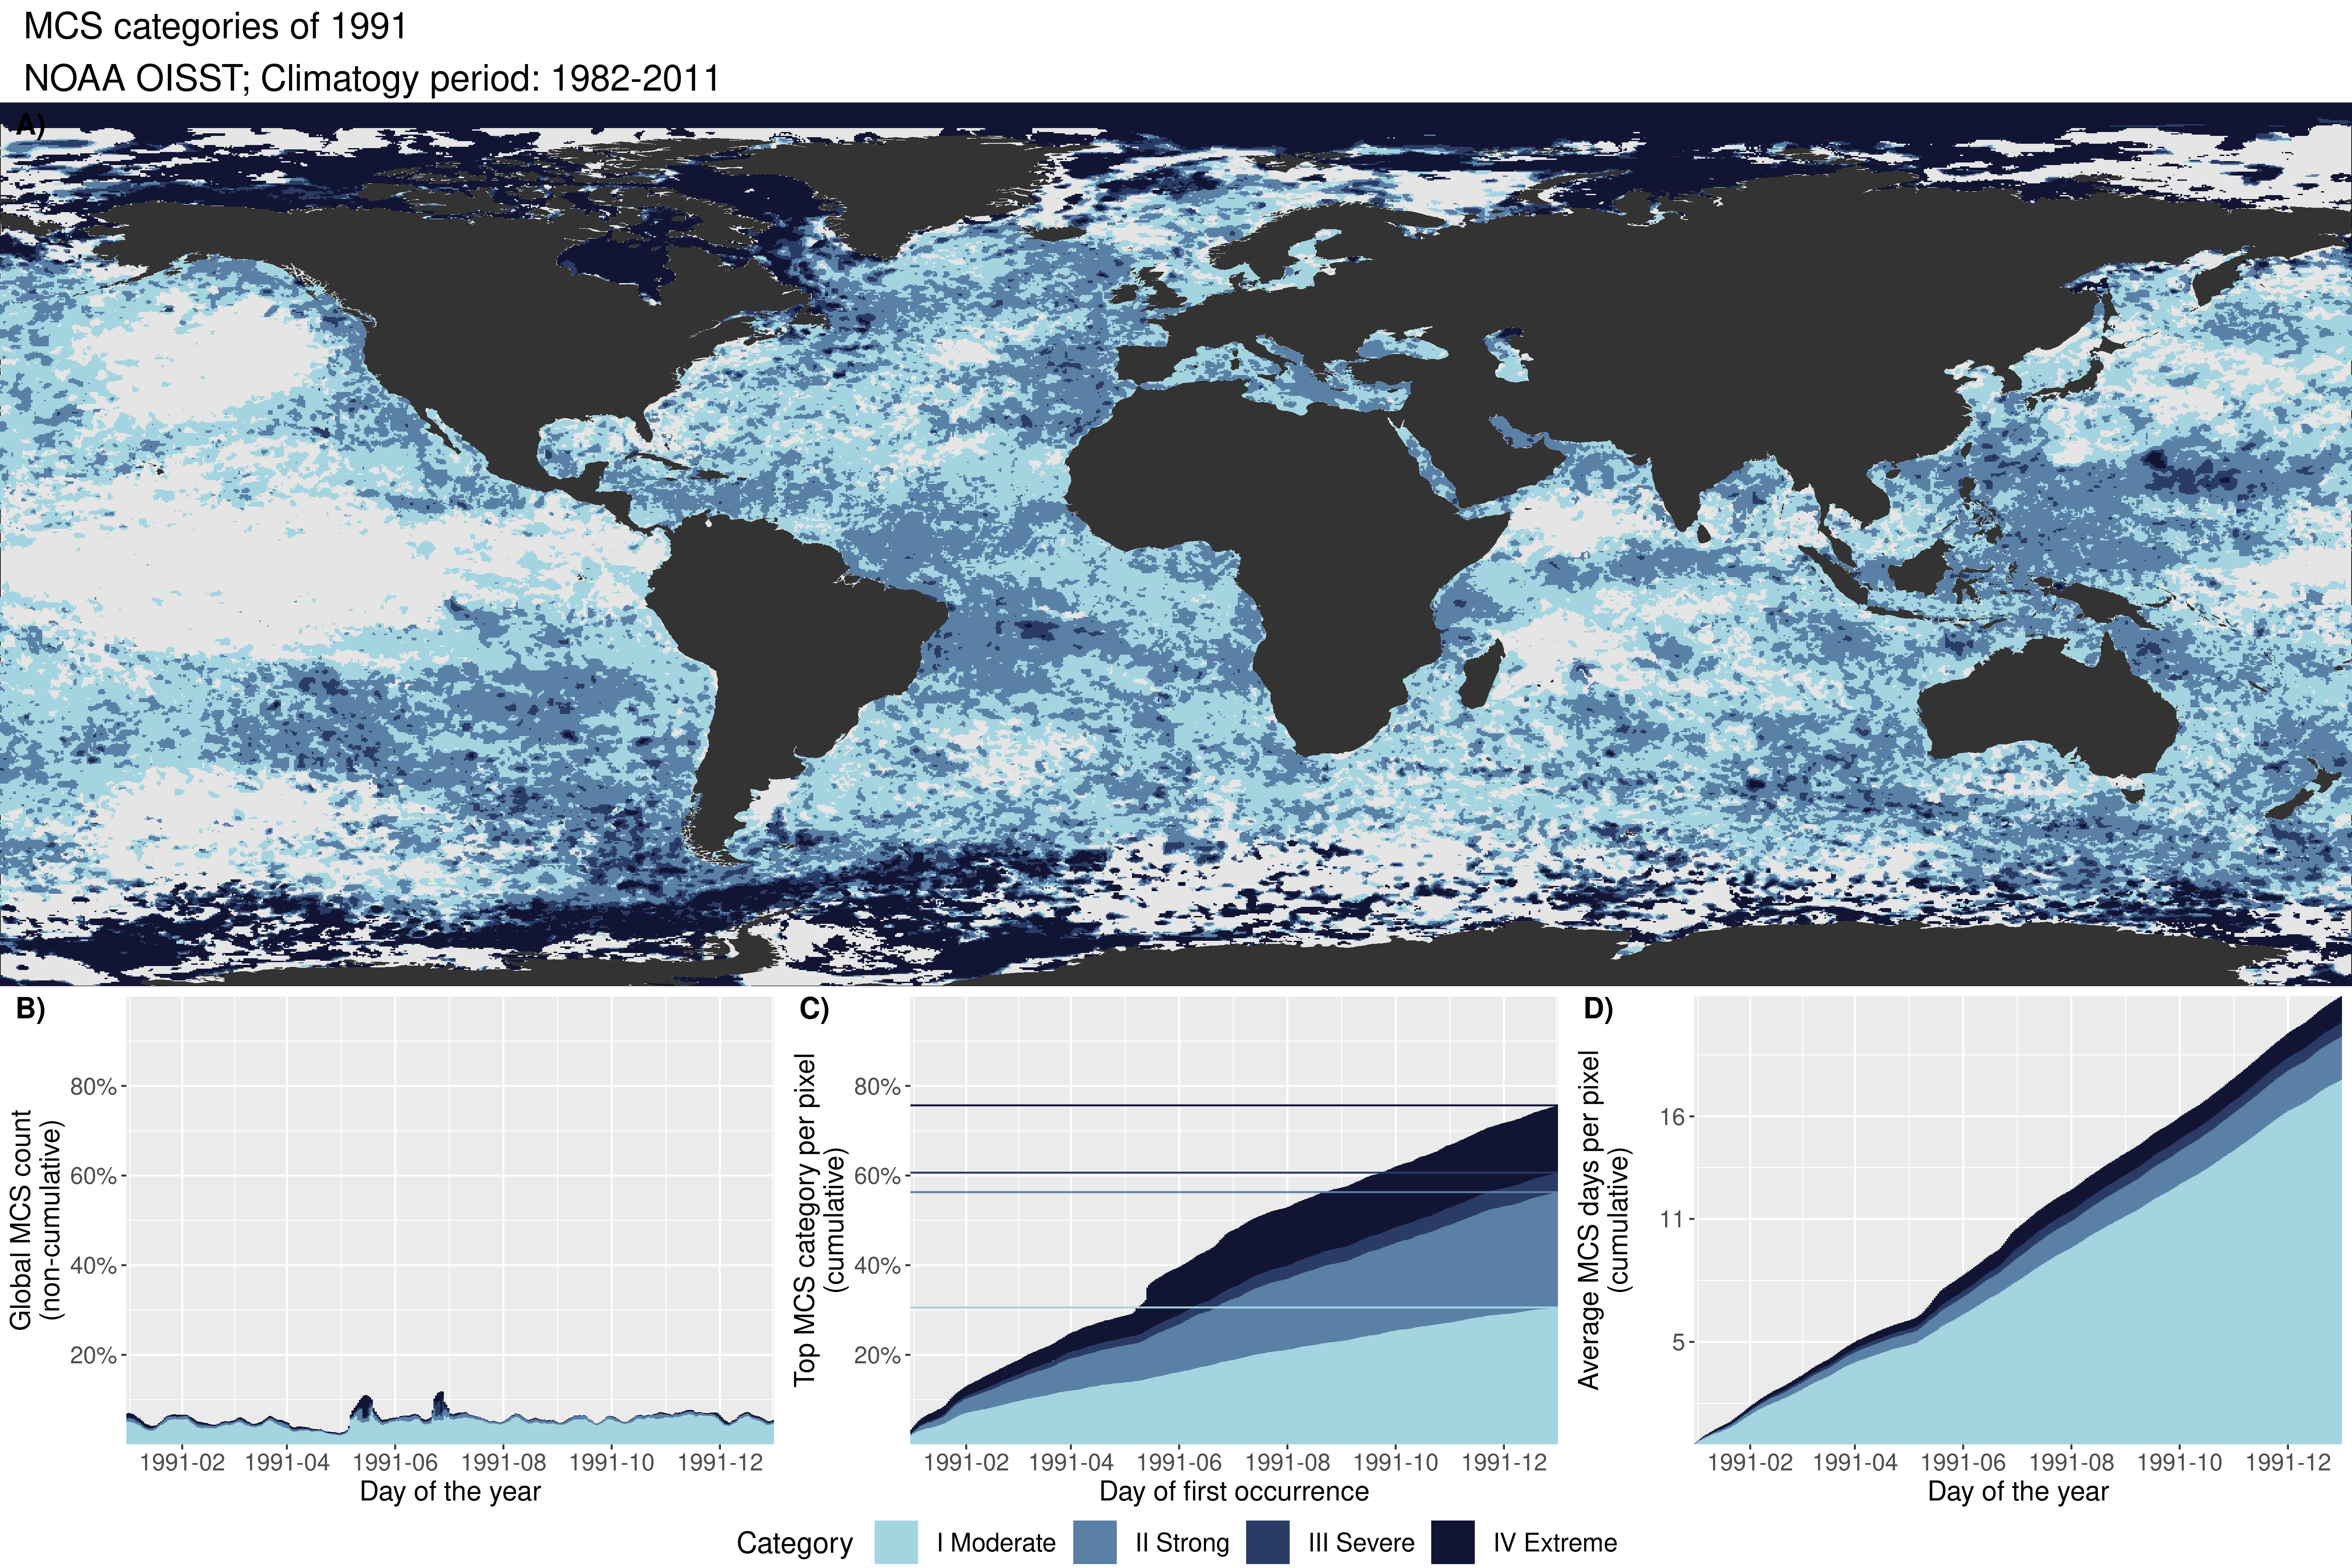 MCS categories of 1991
NOAA OISST; Climatogy period: 1982-2011
A)
B)
Global MCS count
(non-cumulative)
80%
60%
40%
20%
1991-02 1991-04 1991-06 1991-08 1991-10 1991-12
Day of the year
C)
Top MCS category per pixel
(cumulative)
80%
60%
40%
20%
1991-02 1991-04 1991-06 1991-08 1991-10 1991-12
Day of first occurrence
D)
Average MCS days per pixel
(cumulative)
16
11
5
1991-02 1991-04 1991-06 1991-08 1991-10 1991-12
Day of the year
Category I Moderate II Strong III Severe IV Extreme